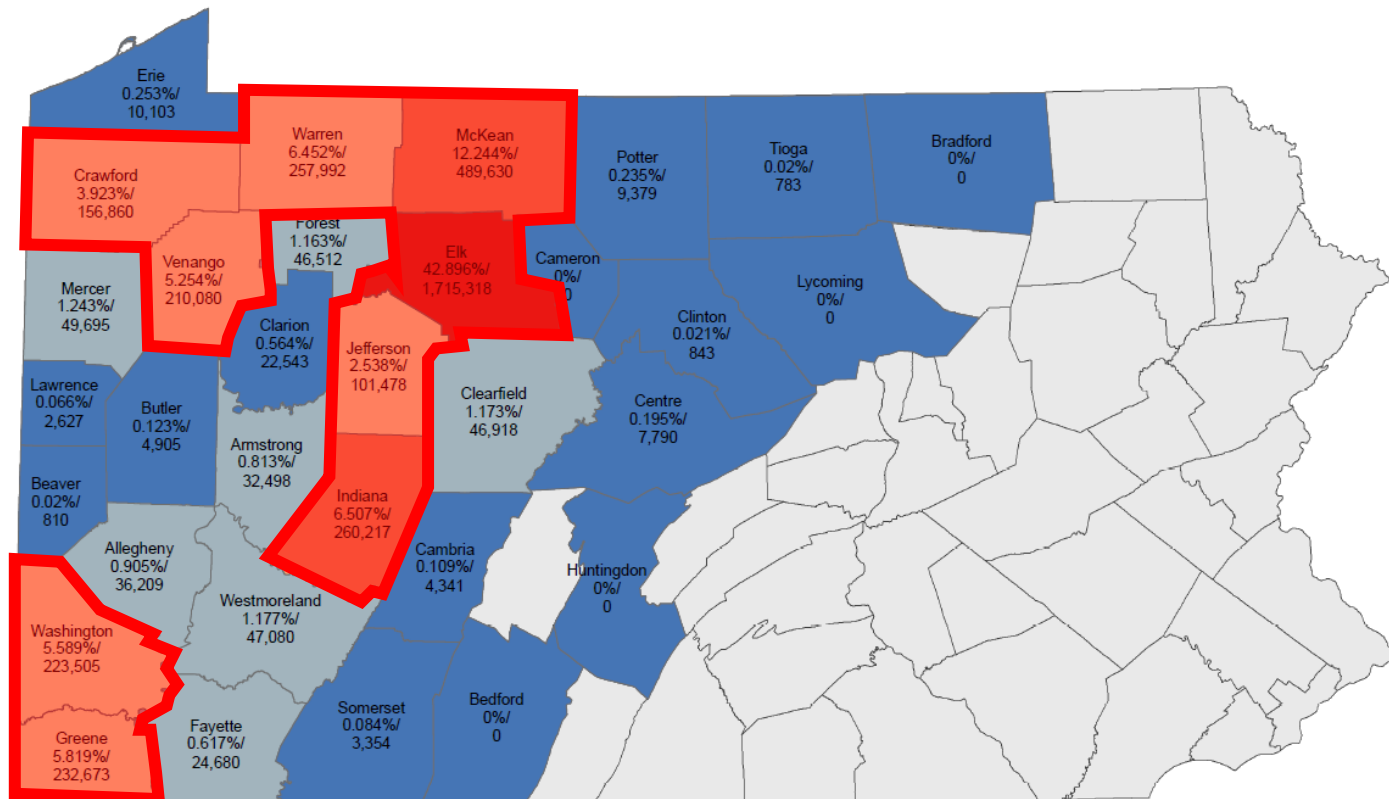 Erie
0.253%/
10,103
Warren
6.452%/
257,992
McKean
12.244%/
489,630
Potter
0.235%/
9,379
Tioga
0.02%/
783
Bradford
0%/
0
Crawford
3.923%/
156,860
Forest
1.163%/
46,512
Elk
42.896%/
1,715,318
Cameron
0%/
0
Venango
5.254%/
210,080
Mercer
1.243%/
49,695
Lycoming
0%/
0
Clarion
0.564%/
22,543
Clinton
0.021%/
843
Jefferson
2.538%/
101,478
Lawrence
0.066%/
2,627
Butler
0.123%/
4,905
Clearfield
1.173%/
46,918
Centre
0.195%/
7,790
Armstrong
0.813%/
32,498
Beaver
0.02%/
810
Indiana
6.507%/
260,217
Allegheny
0.905%/
36,209
Cambria
0.109%/
4,341
Huntingdon
0%/
0
Westmoreland
1.177%/
47,080
Washington
5.589%/
223,505
Somerset
0.084%/
3,354
Bedford
0%/
0
Fayette
0.617%/
24,680
Greene
5.819%/
232,673